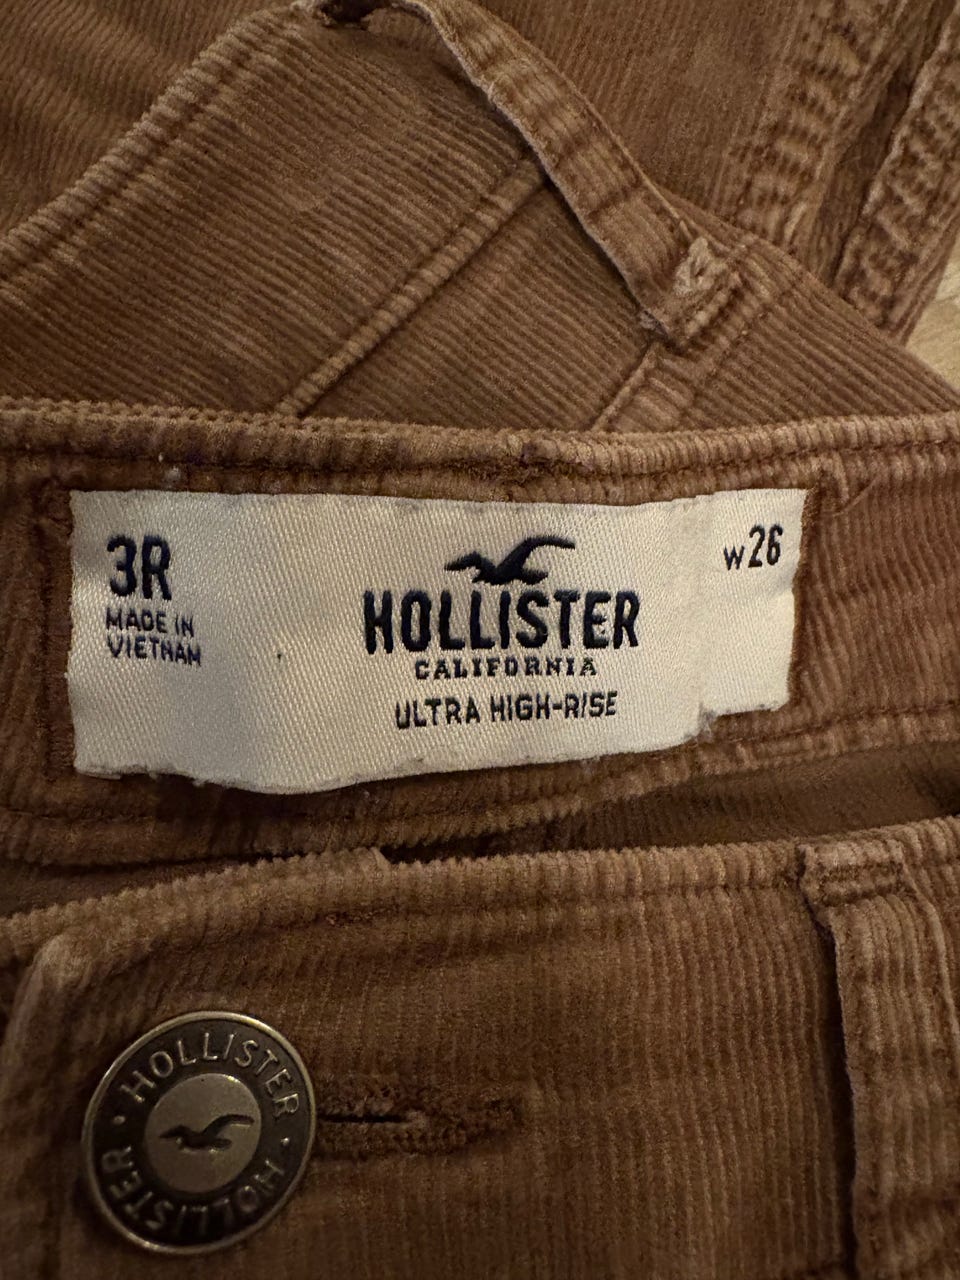 3R
MADE IN
VIETNAM
HOLLISTER
CALIFORNIA
ULTRA HIGH-RISE
W26
HOLLISTER
HOLLISTER